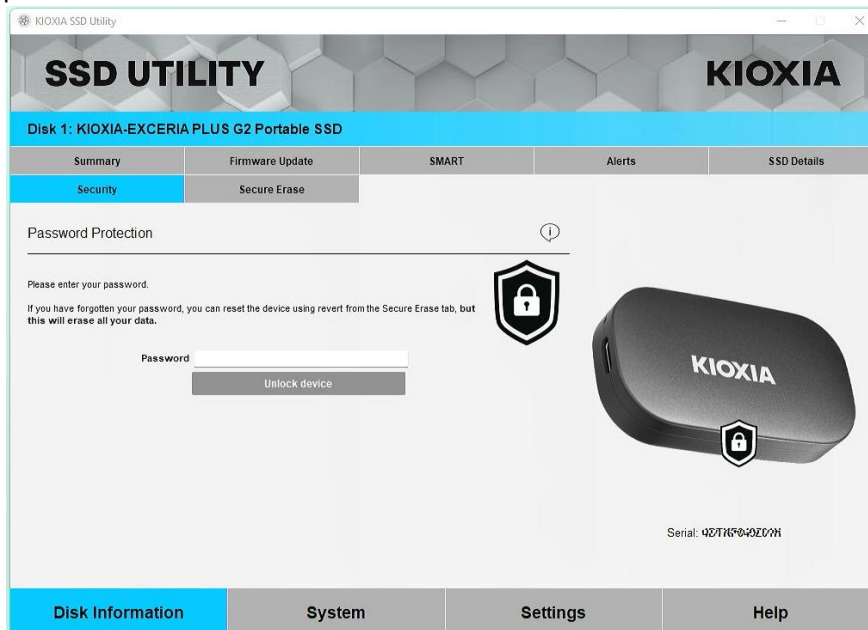 KIOXIA SSD Utility
SSD UTILITY
KIOXIA
Disk 1: KIOXIA-EXCERIA PLUS G2 Portable SSD
Summary
Firmware Update
SMART
Alerts
SSD Details
Security
Secure Erase
Password Protection
Please enter your password.
If you have forgotten your password, you can reset the device using revert from the Secure Erase tab, but
this will erase all your data.
Password
Unlock device
KIOXIA
Serial:
Disk Information
System
Settings
Help